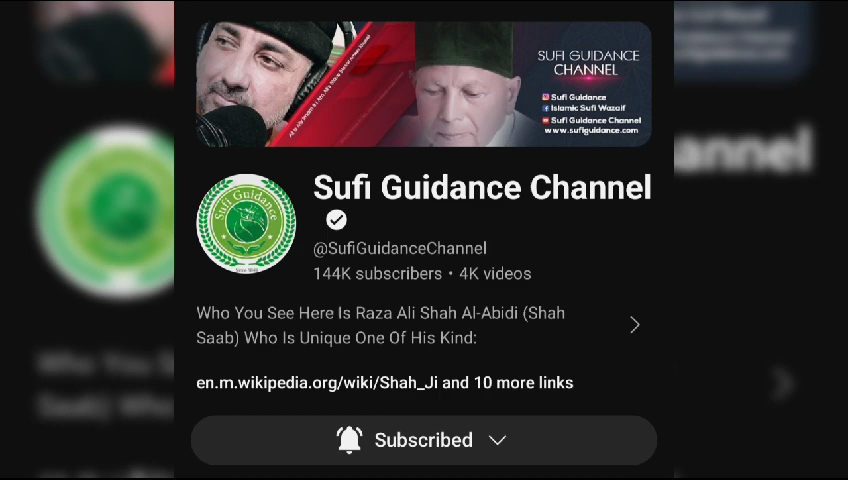 SUFI GUIDANCE
CHANNEL
Sufi Guidance
Islamic Sufi Wazaif
Sufi Guidance Channel
www.sufiguidance.com
Sufi Guidance
Sufi Guidance Channel
@SufiGuidanceChannel
144K subscribers • 4K videos
Who You See Here Is Raza Ali Shah Al-Abidi (Shah
Saab) Who Is Unique One Of His Kind:
en.m.wikipedia.org/wiki/Shah_Ji and 10 more links
Subscribed